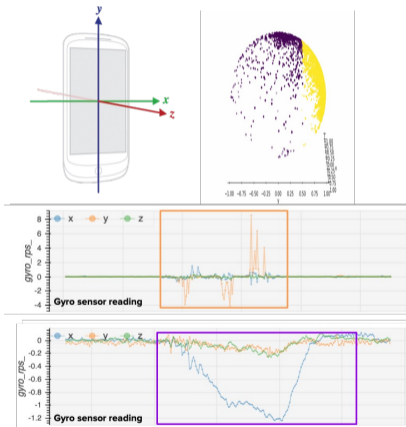 y
x
z
-1.00 -0.75 -0.50 -0.25 0.00 0.25 0.50 0.75 1.00
x y z
gyro_rps_
8
6
4
2
0
-2
-4
Gyro sensor reading
x y z
gyro_rps_
0
-0.2
-0.4
-0.6
-0.8
-1
-1.2
Gyro sensor reading